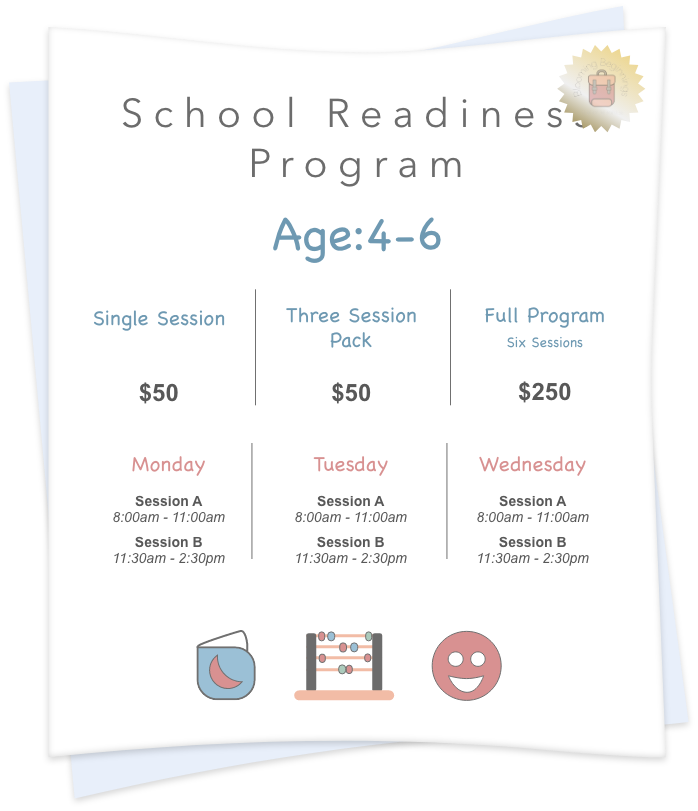 School Readiness
Program
Age:4-6
Single Session
Three Session
Pack
Full Program
Six Sessions
$50
$50
$250
Monday
Tuesday
Wednesday
Session A
8:00am - 11:00am
Session B
11:30am - 2:30pm
Session A
8:00am - 11:00am
Session B
11:30am - 2:30pm
Session A
8:00am - 11:00am
Session B
11:30am - 2:30pm